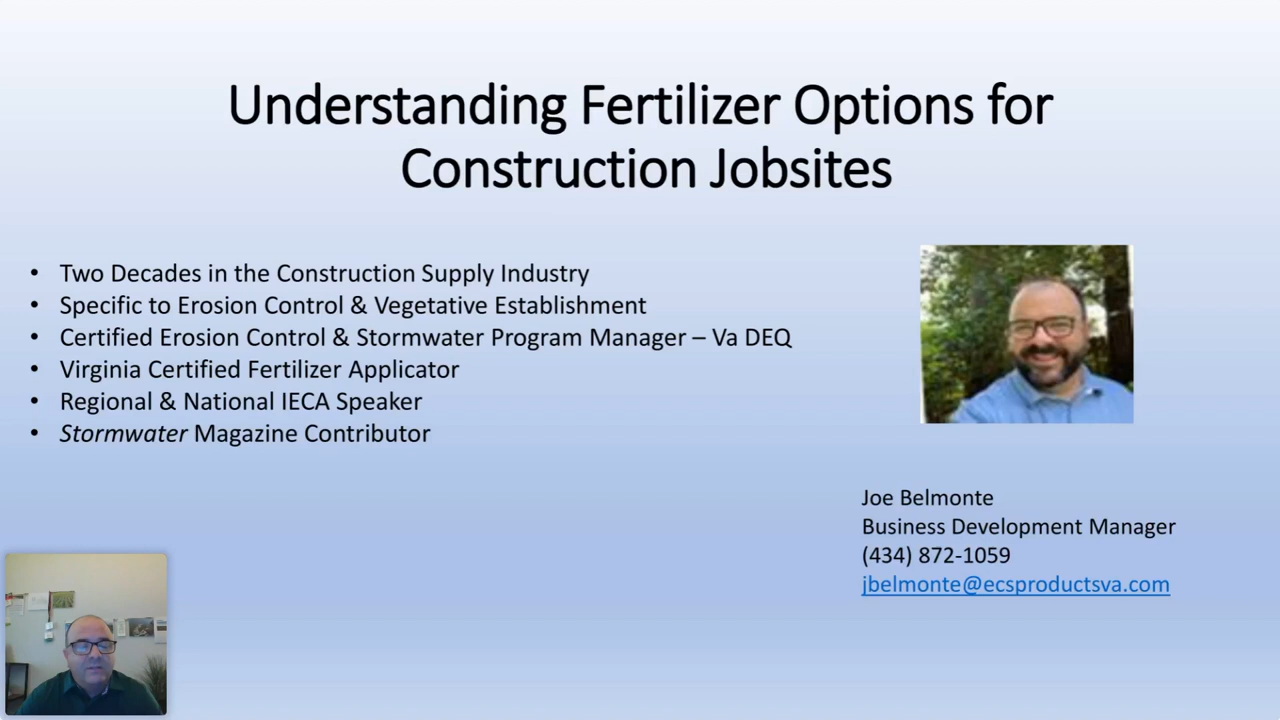 Understanding Fertilizer Options for
Construction Jobsites
• Two Decades in the Construction Supply Industry
• Specific to Erosion Control & Vegetative Establishment
• Certified Erosion Control & Stormwater Program Manager – Va DEQ
• Virginia Certified Fertilizer Applicator
• Regional & National IECA Speaker
• Stormwater Magazine Contributor
Joe Belmonte
Business Development Manager
(434) 872-1059
jbelmonte@ecsproductsva.com